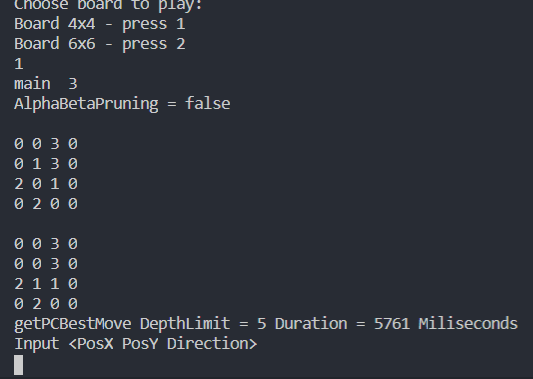 Choose board to play:
Board 4x4 - press 1
Board 6x6 - press 2
1
main  3
AlphaBetaPruning = false

0 0 3 0
0 1 3 0
2 0 1 0
0 2 0 0

0 0 3 0
0 0 3 0
2 1 1 0
0 2 0 0
getPCBestMove DepthLimit = 5 Duration = 5761 Miliseconds
Input <PosX PosY Direction>